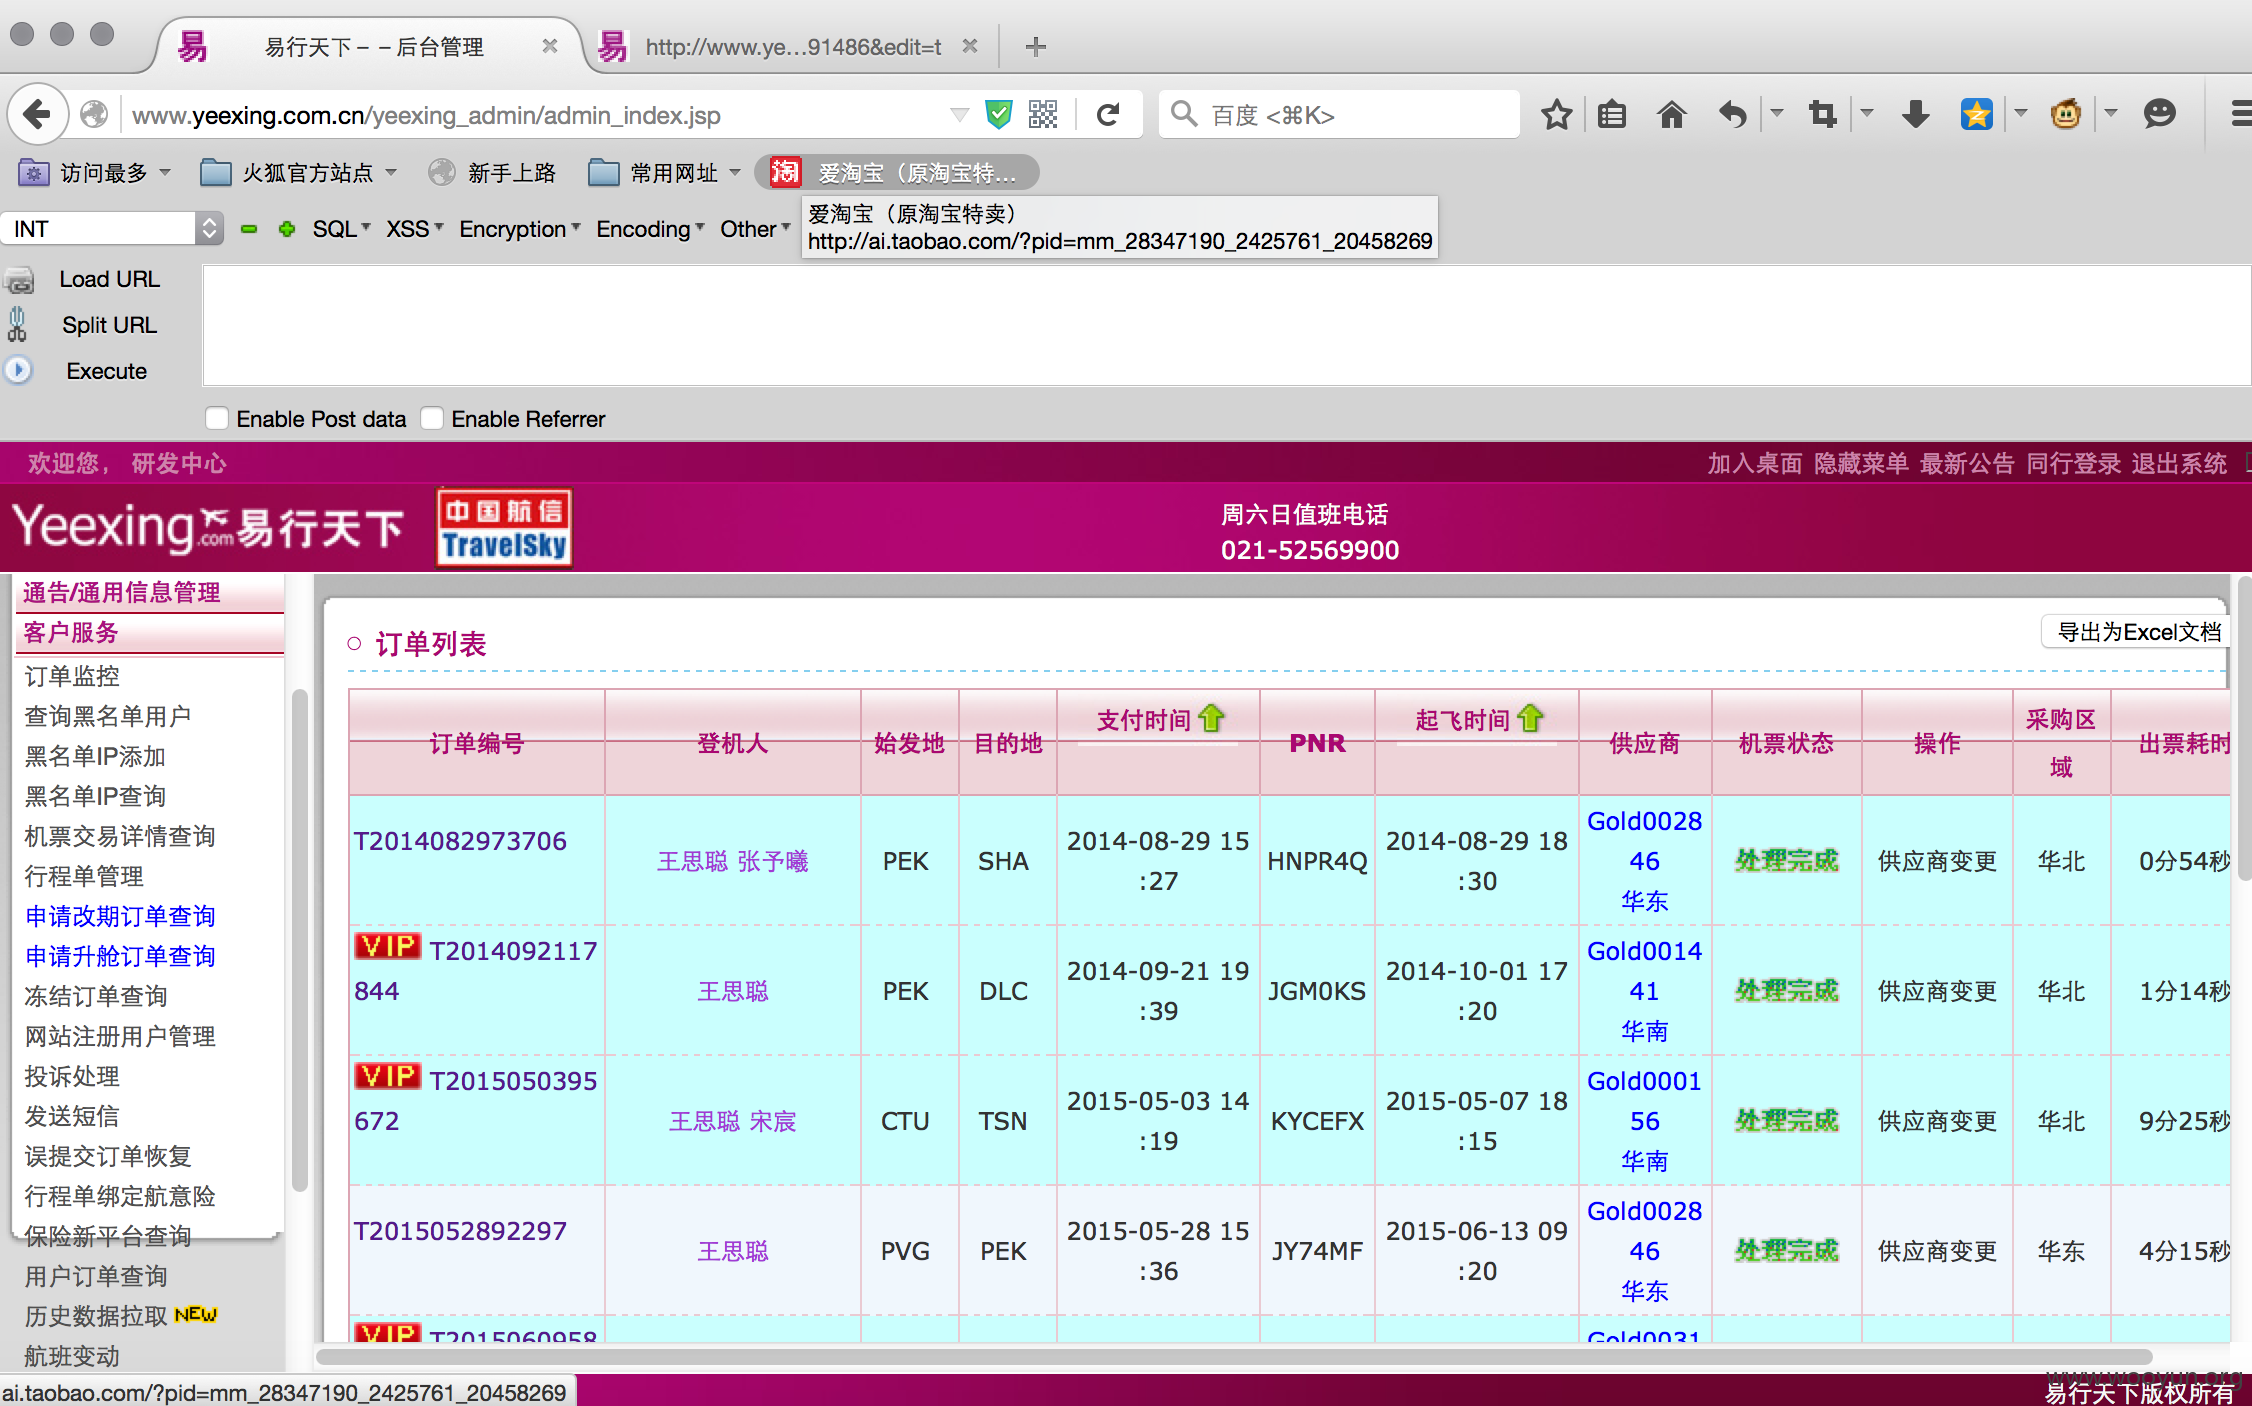 易行天下－－后台管理
http://www.ye...91486&edit=t
www.yeexing.com.cn/yeexing_admin/admin_index.jsp
百度 <⌘K>
访问最多
火狐官方站点
新手上路
常用网址
淘
爱淘宝（原淘宝特...
INT
SQL
XSS
Encryption
Encoding
Other
爱淘宝（原淘宝特卖）
http://ai.taobao.com/?pid=mm_28347190_2425761_20458269
Load URL
Split URL
Execute
Enable Post data
Enable Referrer
欢迎您， 研发中心
加入桌面 隐藏菜单 最新公告 同行登录 退出系统
Yeexing.com易行天下
中国航信
TravelSky
周六日值班电话
021-52569900
通告/通用信息管理
客户服务
订单监控
查询黑名单用户
黑名单IP添加
黑名单IP查询
机票交易详情查询
行程单管理
申请改期订单查询
申请升舱订单查询
冻结订单查询
网站注册用户管理
投诉处理
发送短信
误提交订单恢复
行程单绑定航意险
保险新平台查询
用户订单查询
历史数据拉取 NEW
航班变动
订单列表
导出为Excel文档
订单编号 登机人 始发地 目的地 支付时间 PNR 起飞时间 供应商 机票状态 操作 采购区域 出票耗时
T2014082973706 王思聪 张予曦 PEK SHA 2014-08-29 15:27 HNPR4Q 2014-08-29 18:30 Gold002846 华东 处理完成 供应商变更 华北 0分54秒
VIP T2014092117844 王思聪 PEK DLC 2014-09-21 19:39 JGM0KS 2014-10-01 17:20 Gold001441 华南 处理完成 供应商变更 华北 1分14秒
VIP T2015050395672 王思聪 宋宸 CTU TSN 2015-05-03 14:19 KYCEFX 2015-05-07 18:15 Gold000156 华南 处理完成 供应商变更 华北 9分25秒
T2015052892297 王思聪 PVG PEK 2015-05-28 15:36 JY74MF 2015-06-13 09:20 Gold002846 华东 处理完成 供应商变更 华东 4分15秒
VIP T2015060958 Gold0031
ai.taobao.com/?pid=mm_28347190_2425761_20458269
www.wooyun.org
易行天下版权所有